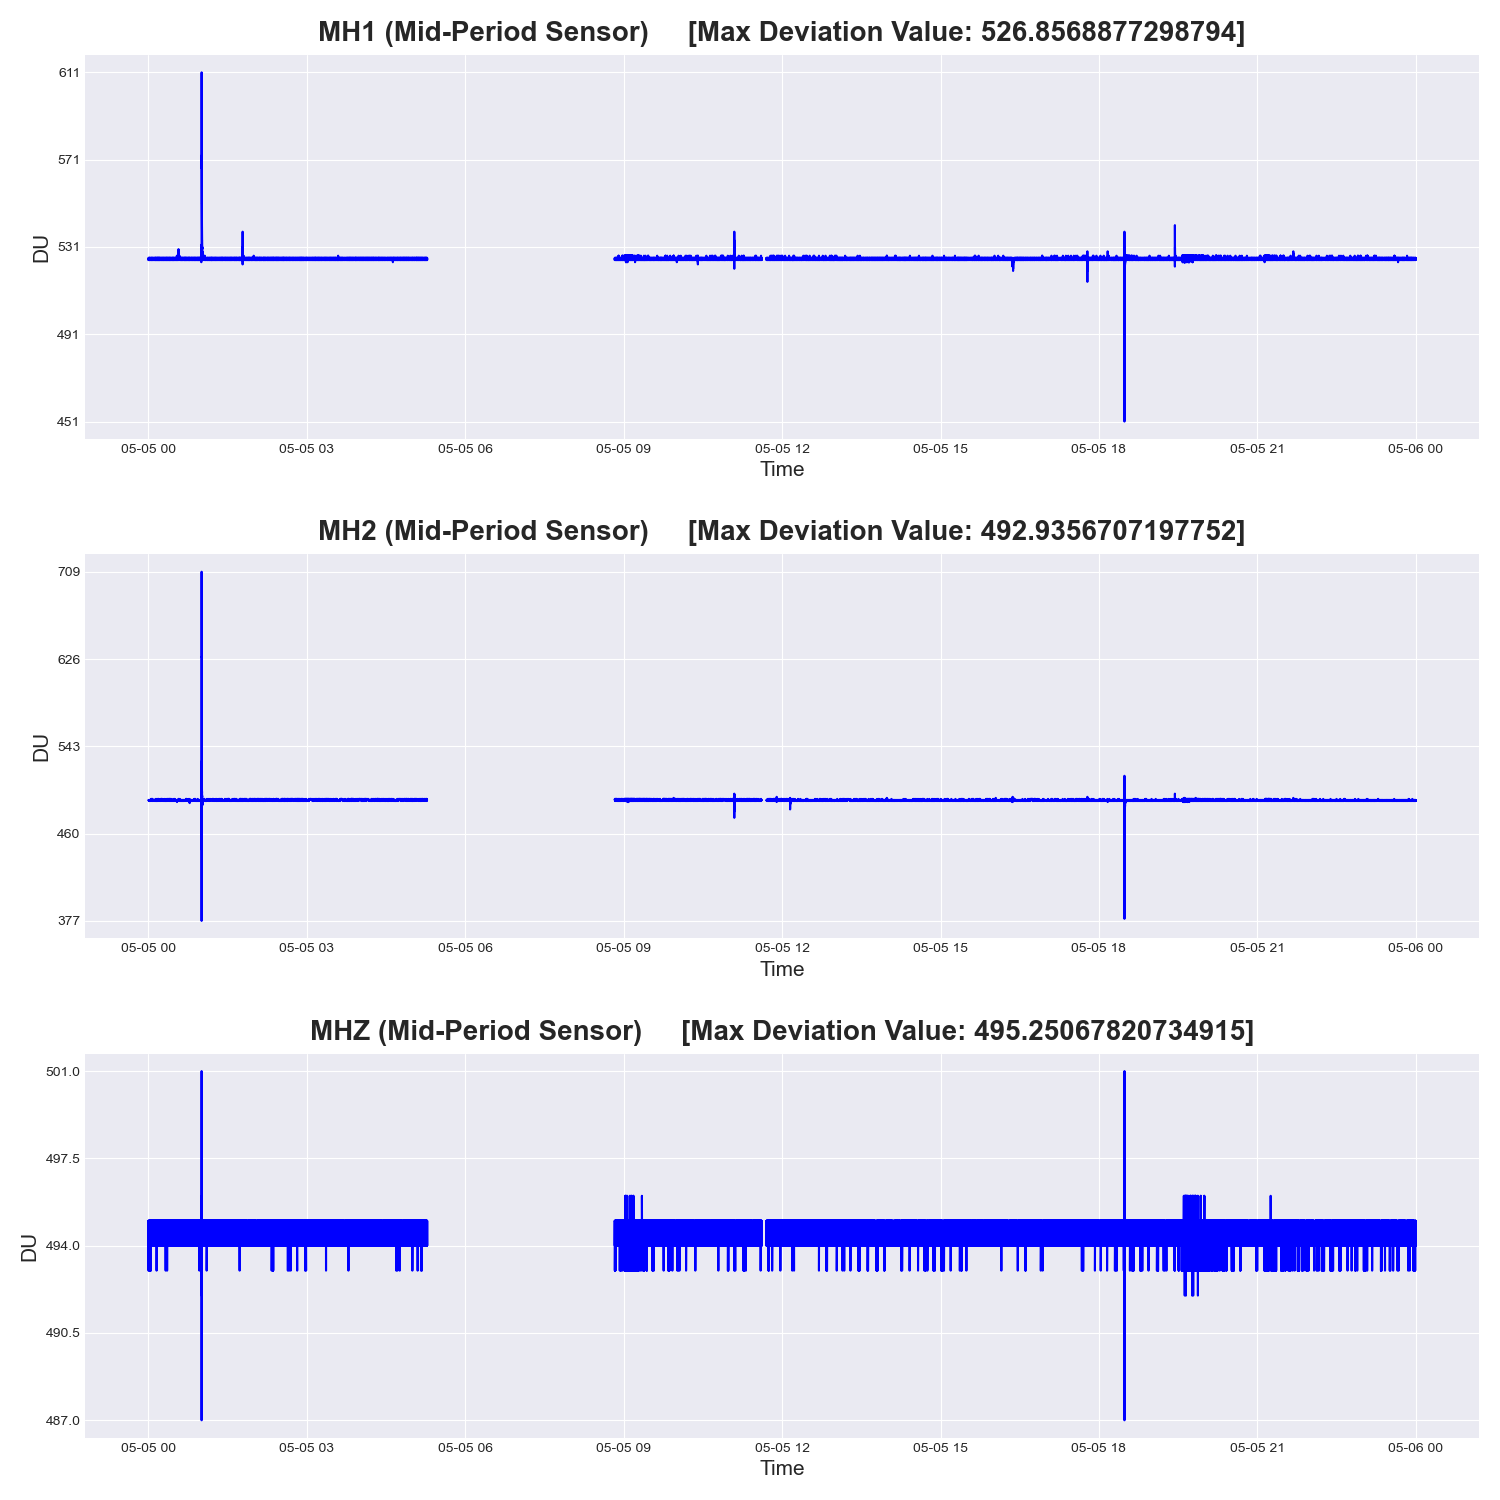 MH1 (Mid-Period Sensor) [Max Deviation Value: 526.8568877298794]
611
571
531
491
451
DU
05-05 00 05-05 03 05-05 06 05-05 09 05-05 12 05-05 15 05-05 18 05-05 21 05-06 00
Time
MH2 (Mid-Period Sensor) [Max Deviation Value: 492.9356707197752]
709
626
543
460
377
DU
05-05 00 05-05 03 05-05 06 05-05 09 05-05 12 05-05 15 05-05 18 05-05 21 05-06 00
Time
MHZ (Mid-Period Sensor) [Max Deviation Value: 495.25067820734915]
501.0
497.5
494.0
490.5
487.0
DU
05-05 00 05-05 03 05-05 06 05-05 09 05-05 12 05-05 15 05-05 18 05-05 21 05-06 00
Time